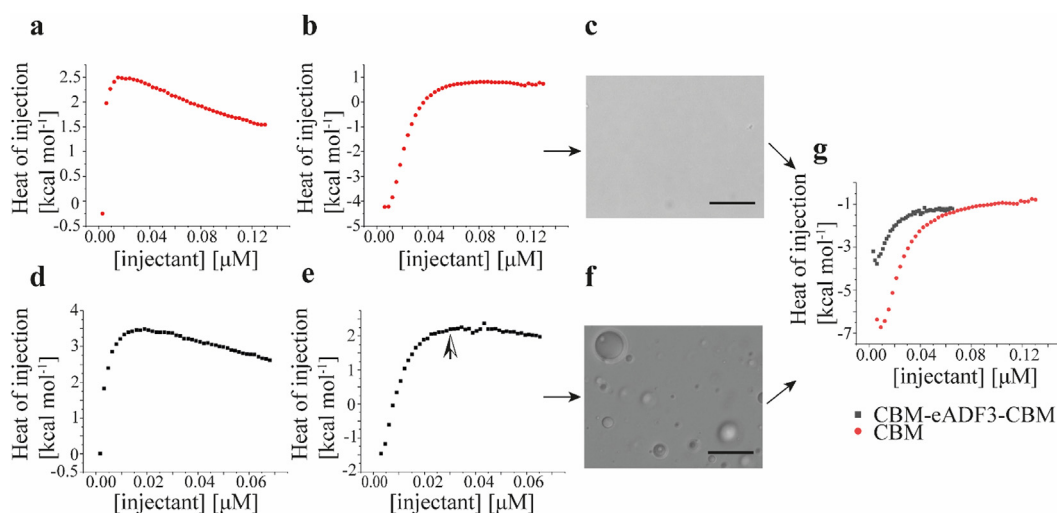 a
Heat of injection
[kcal mol-1]
2.5
2
1.5
1
0
-0.5
0.00 0.04 0.08 0.12
[injectant] [µM]
b
Heat of injection
[kcal mol-1]
1
0
-1
-2
-3
-4
-5
0.00 0.04 0.08 0.12
[injectant] [µM]
c
d
Heat of injection
[kcal mol-1]
4
3
2
1
0
-0.5
0.00 0.02 0.04 0.06
[injectant] [µM]
e
Heat of injection
[kcal mol-1]
2
1
0
-1
-2
0.00 0.02 0.04 0.06
[injectant] [µM]
f
g
Heat of injection
[kcal mol-1]
-1
-3
-5
-7
0.00 0.04 0.08 0.12
[injectant] [µM]
CBM-eADF3-CBM
CBM